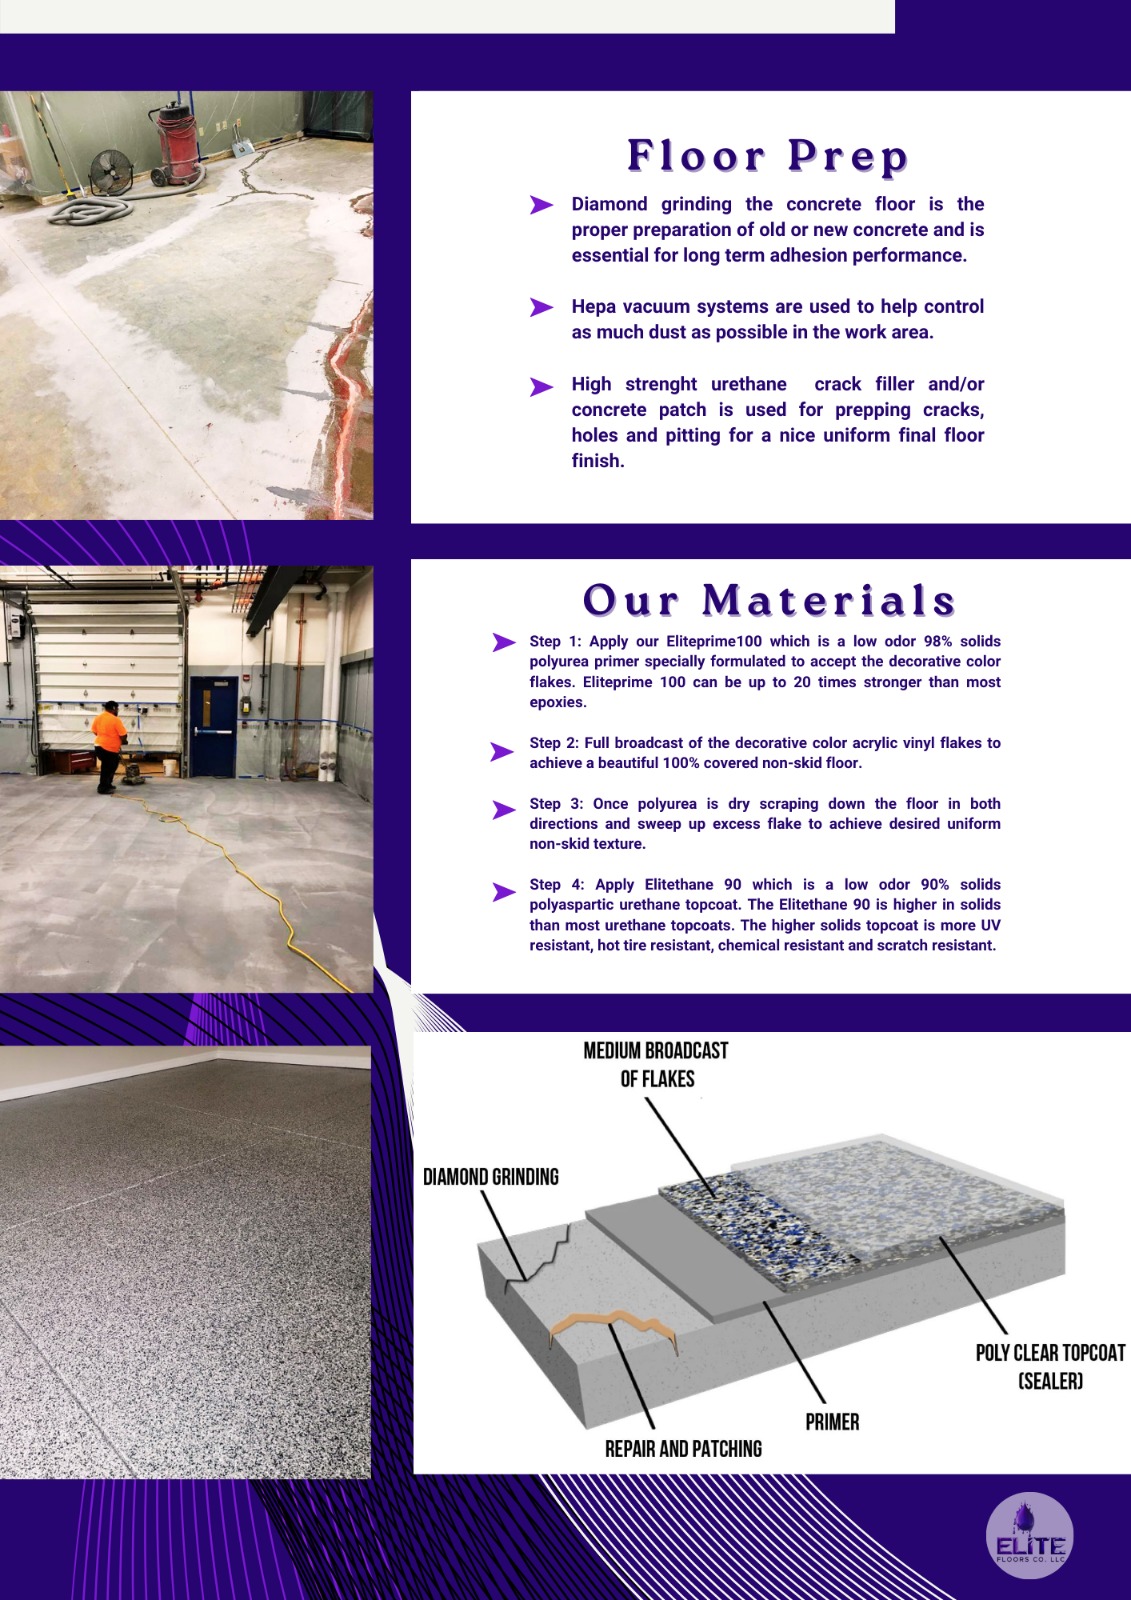 Floor Prep
Diamond grinding the concrete floor is the
proper preparation of old or new concrete and is
essential for long term adhesion performance.
Hepa vacuum systems are used to help control
as much dust as possible in the work area.
High strenght urethane crack filler and/or
concrete patch is used for prepping cracks,
holes and pitting for a nice uniform final floor
finish.
Our Materials
Step 1: Apply our Eliteprime100 which is a low odor 98% solids
polyurea primer specially formulated to accept the decorative color
flakes. Eliteprime 100 can be up to 20 times stronger than most
epoxies.
Step 2: Full broadcast of the decorative color acrylic vinyl flakes to
achieve a beautiful 100% covered non-skid floor.
Step 3: Once polyurea is dry scraping down the floor in both
directions and sweep up excess flake to achieve desired uniform
non-skid texture.
Step 4: Apply Elitethane 90 which is a low odor 90% solids
polyaspartic urethane topcoat. The Elitethane 90 is higher in solids
than most urethane topcoats. The higher solids topcoat is more UV
resistant, hot tire resistant, chemical resistant and scratch resistant.
MEDIUM BROADCAST
OF FLAKES
DIAMOND GRINDING
POLY CLEAR TOPCOAT
(SEALER)
PRIMER
REPAIR AND PATCHING
ELITE
FLOORS CO. LLC